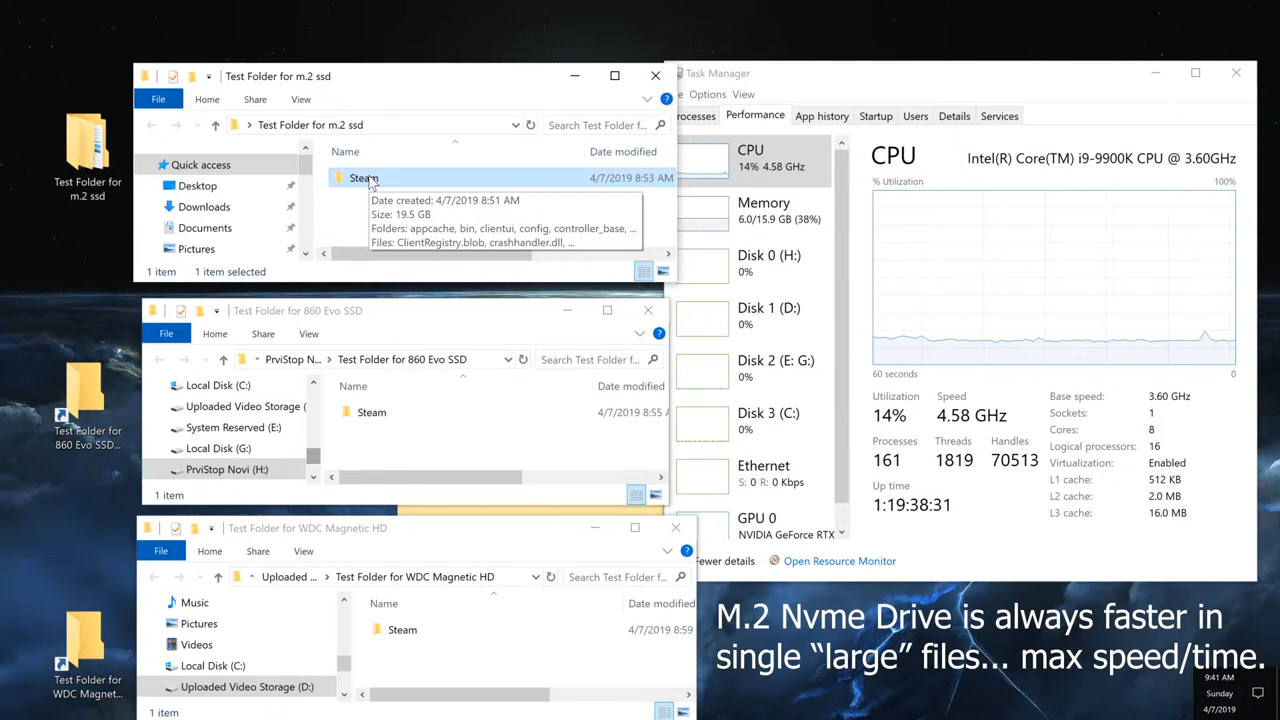 Test Folder for
m.2 ssd
Test Folder for
860 Evo SSD...
Test Folder for
WDC Magnet...
Test Folder for m.2 ssd
File Home Share View
Test Folder for m.2 ssd
Search Test Folder f...
Name Date modified
Quick access
Desktop
Downloads
Documents
Pictures
Steam 4/7/2019 8:53 AM
Date created: 4/7/2019 8:51 AM
Size: 19.5 GB
Folders: appcache, bin, clientui, config, controller_base, ...
Files: ClientRegistry.blob, crashhandler.dll, ...
1 item 1 item selected
Test Folder for 860 Evo SSD
File Home Share View
PrviStop N... Test Folder for 860 Evo SSD
Search Test Folder f...
Name Date modified
Local Disk (C:)
Uploaded Video Storage (
System Reserved (E:)
Local Disk (G:)
PrviStop Novi (H:)
Steam 4/7/2019 8:55
1 item
Test Folder for WDC Magnetic HD
File Home Share View
Uploaded ... Test Folder for WDC Magnetic HD
Search Test Folder f...
Name Date modified
Music
Pictures
Videos
Local Disk (C:)
Uploaded Video Storage (D:)
Steam 4/7/2019 8:59
1 item
Task Manager
Options View
rocesses Performance App history Startup Users Details Services
CPU
14% 4.58 GHz
Memory
6.0/15.9 GB (38%)
Disk 0 (H:)
0%
Disk 1 (D:)
0%
Disk 2 (E: G:)
0%
Disk 3 (C:)
0%
Ethernet
S: 0 R: 0 Kbps
GPU 0
NVIDIA GeForce RTX
CPU Intel(R) Core(TM) i9-9900K CPU @ 3.60GHz
% Utilization 100%
60 seconds 0
Utilization Speed
14% 4.58 GHz
Processes Threads Handles
161 1819 70513
Up time
1:19:38:31
Base speed: 3.60 GHz
Sockets: 1
Cores: 8
Logical processors: 16
Virtualization: Enabled
L1 cache: 512 KB
L2 cache: 2.0 MB
L3 cache: 16.0 MB
Fewer details Open Resource Monitor
M.2 Nvme Drive is always faster in
single “large” files... max speed/time.
9:41 AM
Sunday
4/7/2019